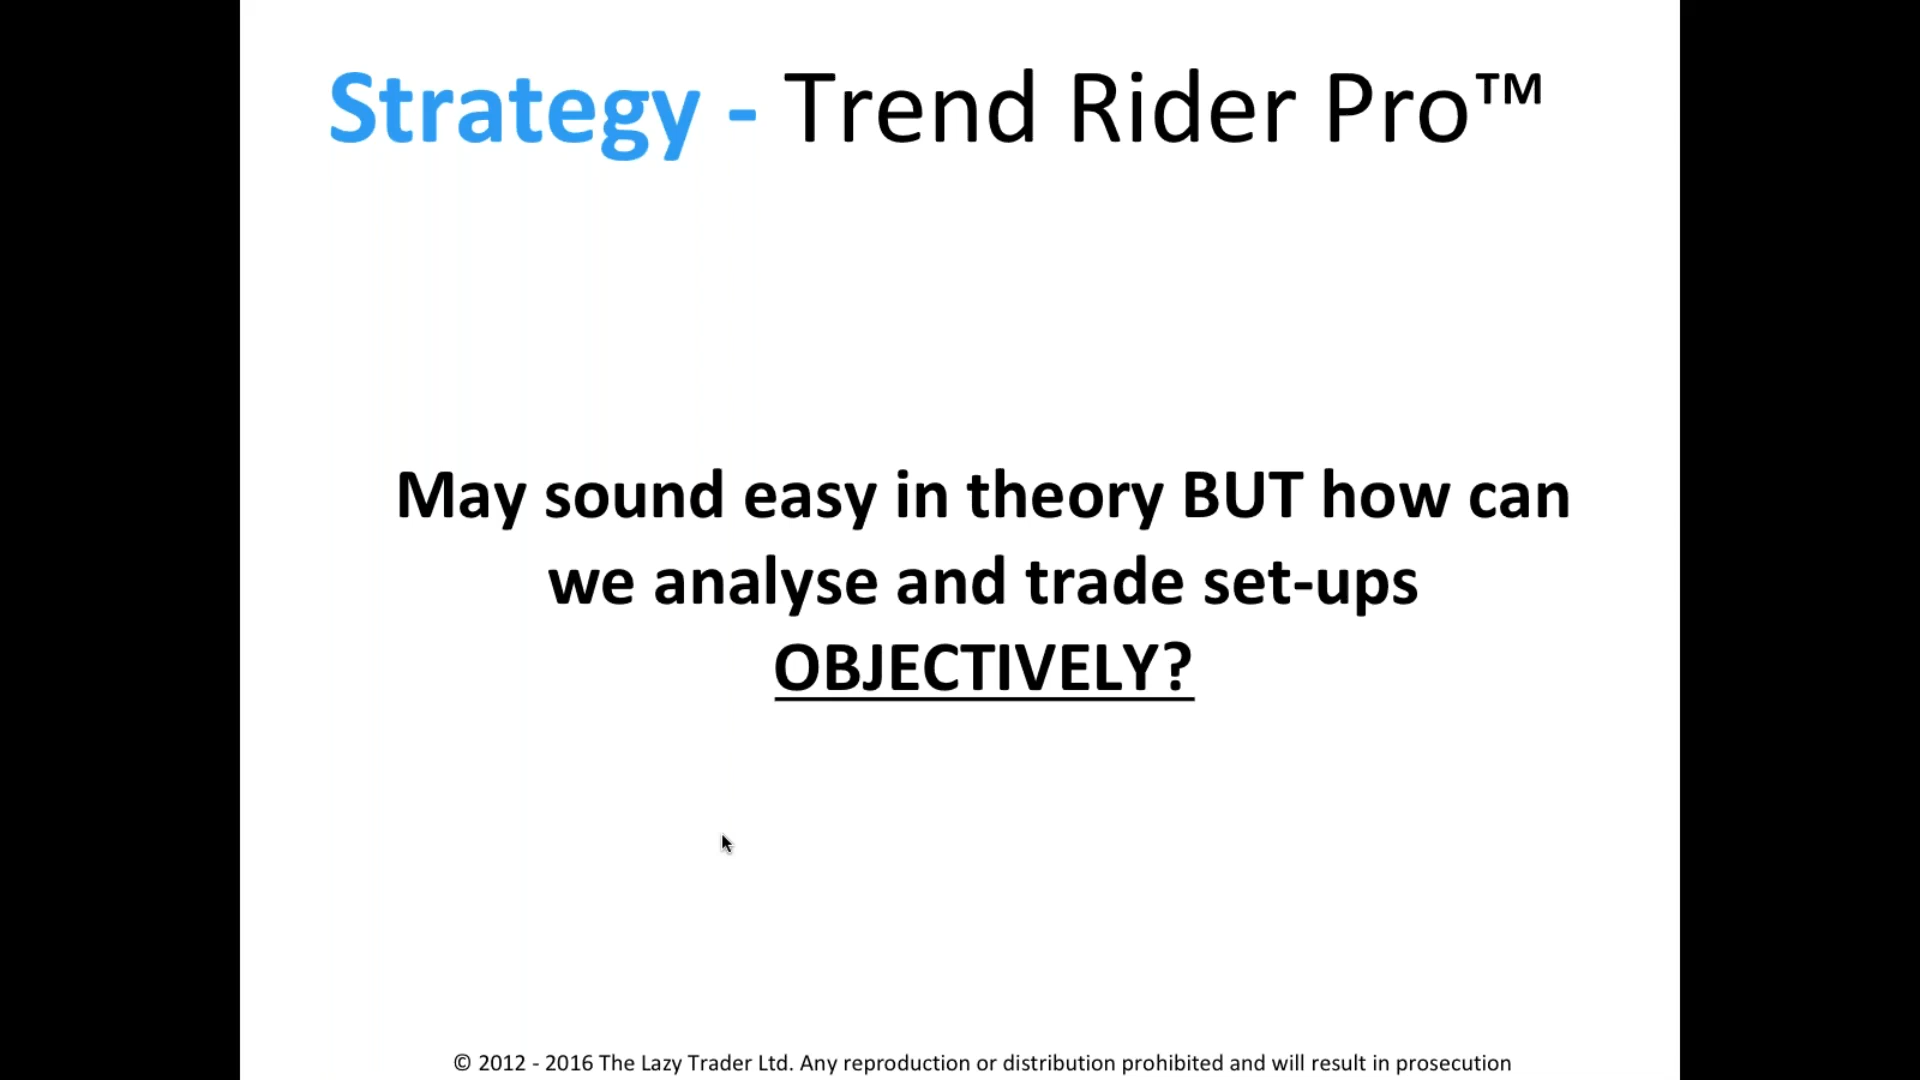 Strategy - Trend Rider Pro™
May sound easy in theory BUT how can
we analyse and trade set-ups
OBJECTIVELY?
© 2012 - 2016 The Lazy Trader Ltd. Any reproduction or distribution prohibited and will result in prosecution